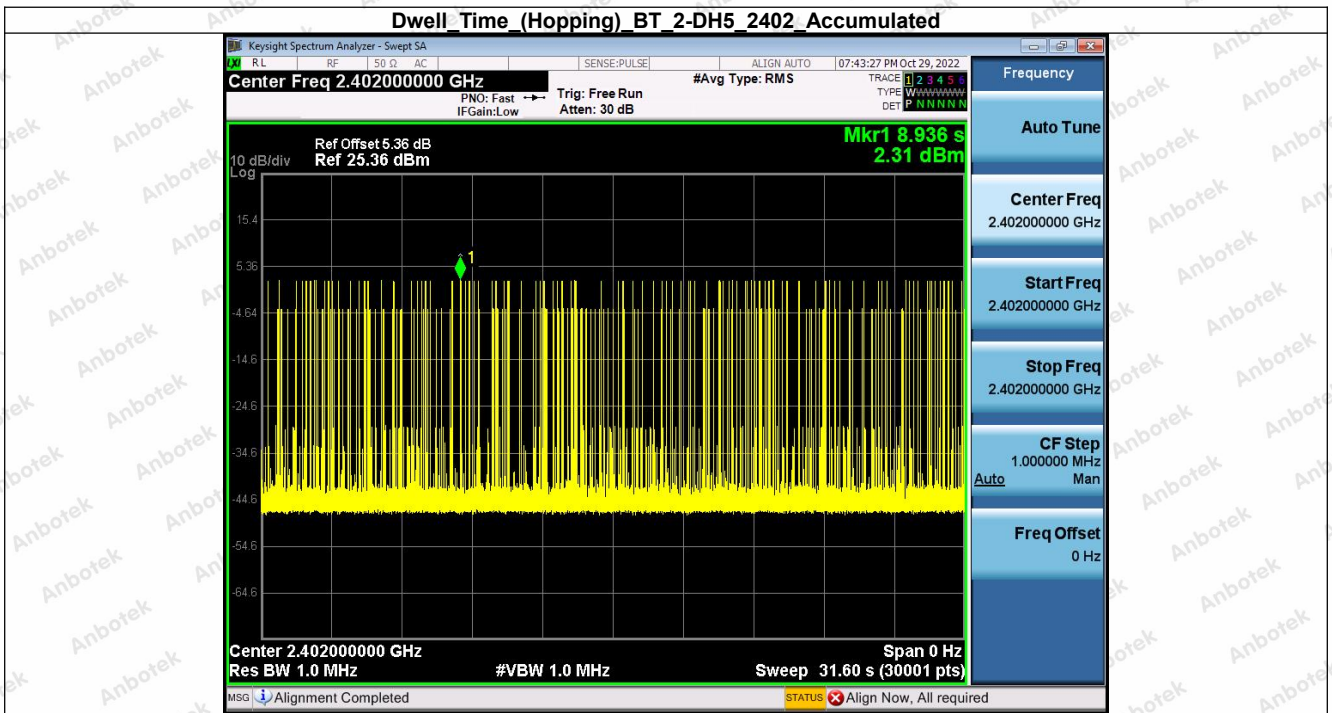 Dwell_Time_(Hopping)_BT_2-DH5_2402_Accumulated
Keysight Spectrum Analyzer - Swept SA
LXI RL RF 50 Ω AC SENSE:PULSE ALIGN AUTO 07:43:27 PM Oct 29, 2022
Center Freq 2.402000000 GHz
PNO: Fast
IFGain:Low
Trig: Free Run
Atten: 30 dB
#Avg Type: RMS
TRACE 1 2 3 4 5 6
TYPE WWWWWW
DET P N N N N N
Mkr1 8.936 s
2.31 dBm
Ref Offset 5.36 dB
10 dB/div Ref 25.36 dBm
Log
15.4
5.36
-4.64
-14.6
-24.6
-34.6
-44.6
-54.6
-64.6
1
Center 2.402000000 GHz Span 0 Hz
Res BW 1.0 MHz #VBW 1.0 MHz Sweep 31.60 s (30001 pts)
MSG Alignment Completed STATUS Align Now, All required
Frequency
Auto Tune
Center Freq
2.402000000 GHz
Start Freq
2.402000000 GHz
Stop Freq
2.402000000 GHz
CF Step
1.000000 MHz
Auto Man
Freq Offset
0 Hz
Anbotek